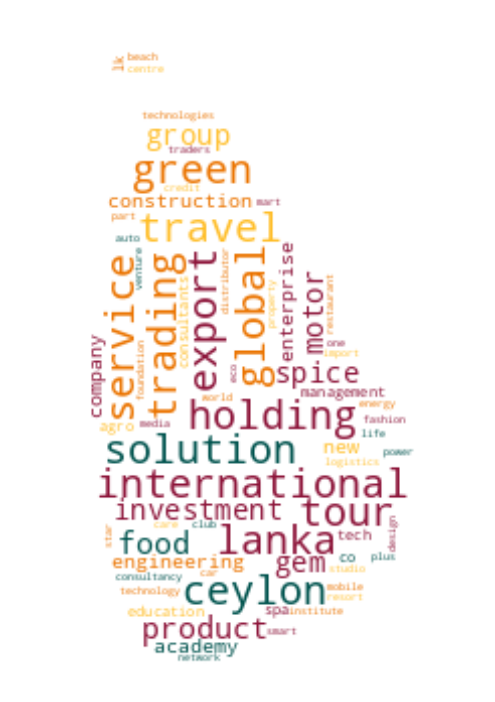 lk
beach
centre
technologies
group
traders
green
credit
construction
mart
part
travel
auto
venture
service
trading
consultants
export
distributor
global
property
enterprise
motor
restaurant
one
import
company
foundation
eco
spice
management
world
energy
holding
agro
media
fashion
life
solution
new
power
logistics
international
investment
tour
star
care
club
lanka
tech
design
food
gem
co
plus
engineering
studio
consultancy
car
technology
ceylon
mobile
resort
education
spa
institute
product
smart
academy
network